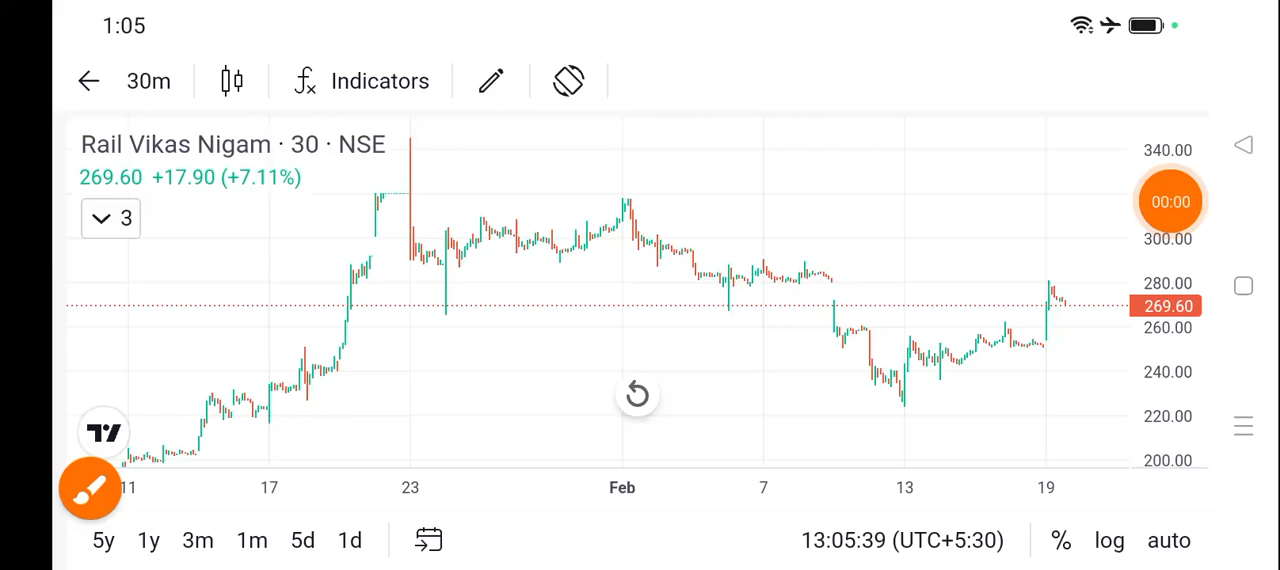 1:05
30m
Indicators
Rail Vikas Nigam · 30 · NSE
269.60 +17.90 (+7.11%)
3
340.00
00:00
300.00
280.00
269.60
260.00
240.00
220.00
200.00
11 17 23 Feb 7 13 19
5y 1y 3m 1m 5d 1d 13:05:39 (UTC+5:30) % log auto